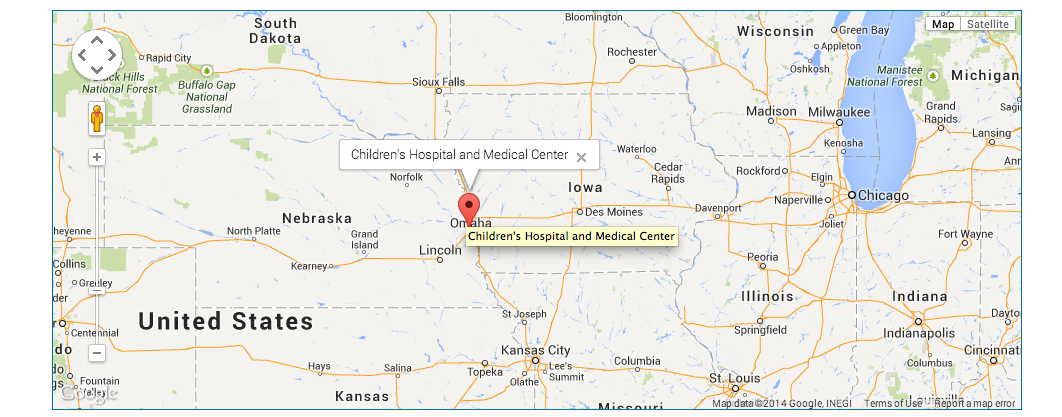 Bloomington
South
Dakota
Wisconsin
Green Bay
Map
Satellite
Appleton
Rochester
Rapid City
Oshkosh
Manistee
National Forest
Michigan
Black Hills
National Forest
Buffalo Gap
National
Grassland
Sioux Falls
Madison
Milwaukee
Grand
Rapids
Lansing
Kenosha
Children's Hospital and Medical Center
Waterloo
Cedar
Rapids
Rockford
Elgin
Norfolk
Iowa
Chicago
Naperville
Nebraska
Omaha
Des Moines
Davenport
Joliet
North Platte
Grand
Island
Children's Hospital and Medical Center
Fort Wayne
Lincoln
Kearney
Peoria
Collins
Greeley
Illinois
Indiana
United States
St Joseph
Springfield
Indianapolis
Centennial
Kansas City
Columbus
Cincinnati
Hays
Salina
Topeka
Lee's
Summit
Olathe
Columbia
St. Louis
Fountain
Valley
Google
Kansas
Missouri
Louisville
Map data ©2014 Google, INEGI
Terms of Use
Report a map error